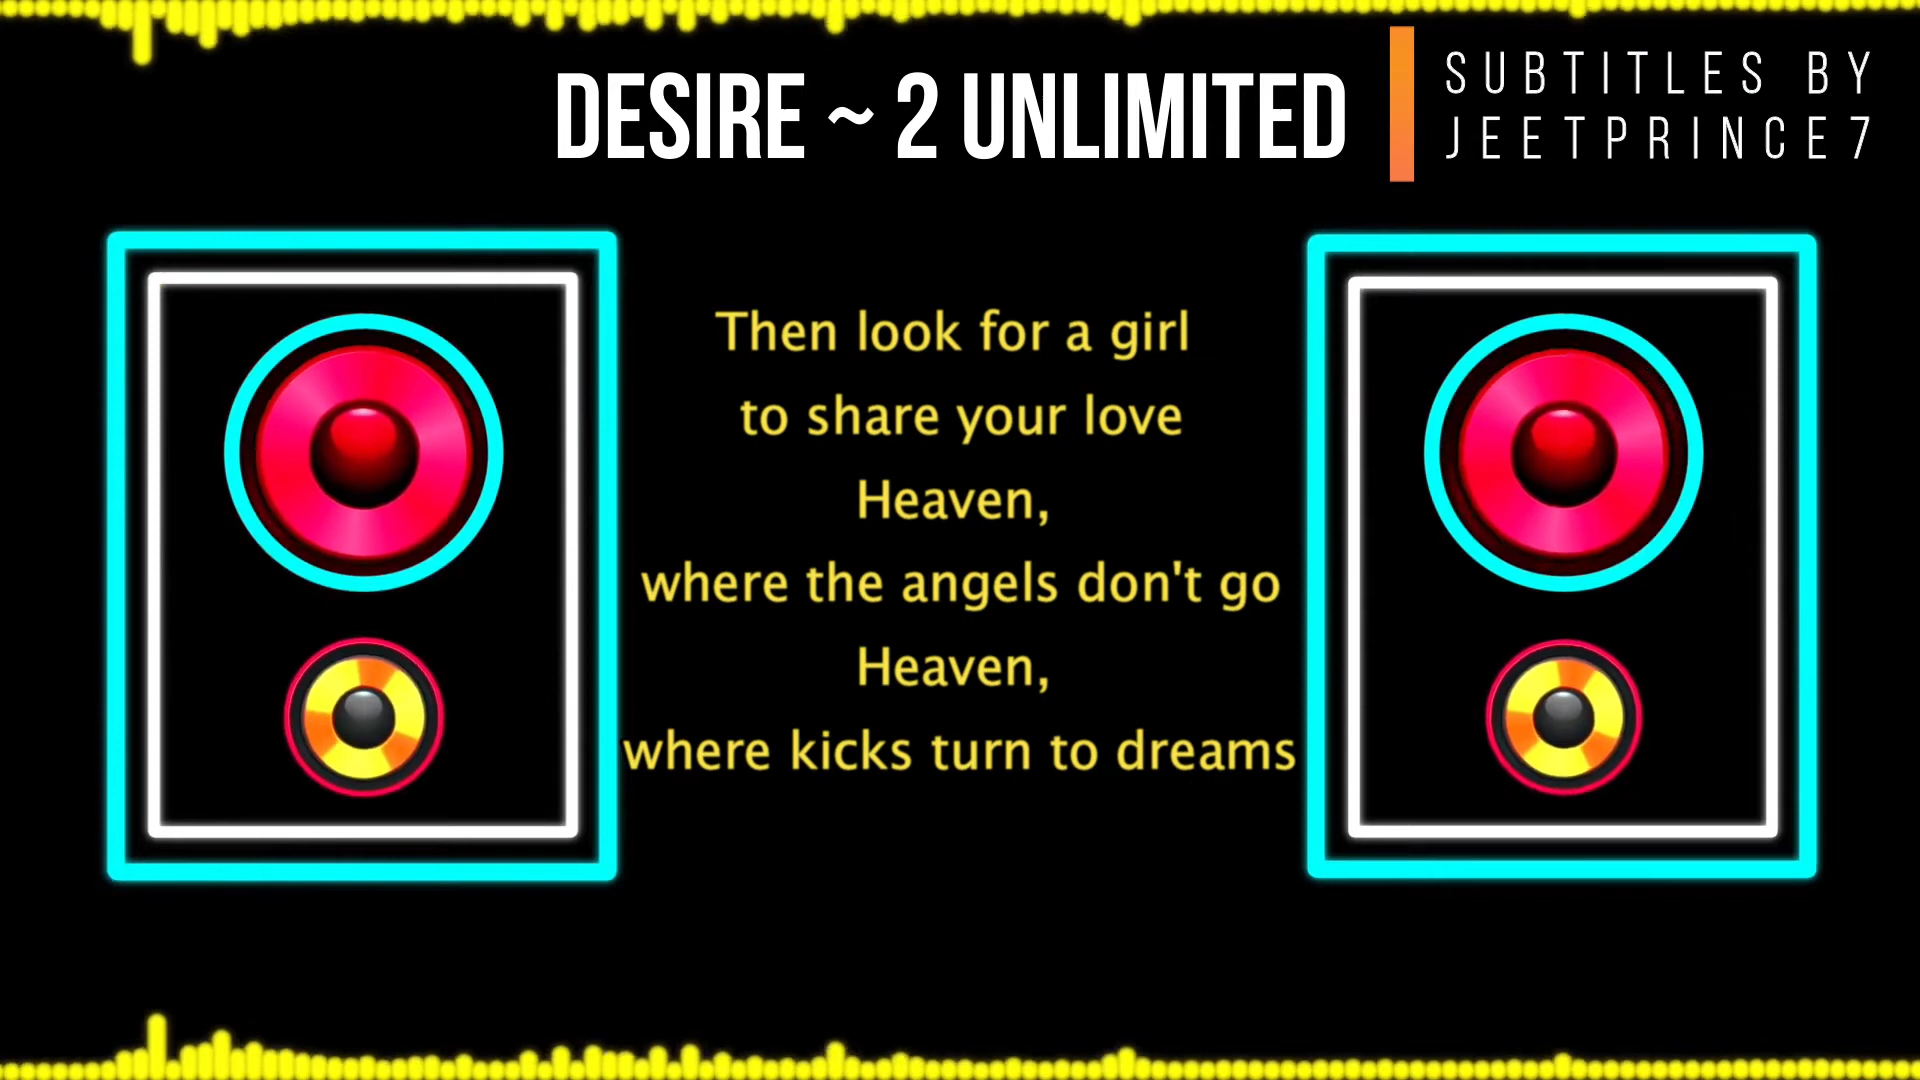 DESIRE ~ 2 UNLIMITED
SUBTITLES BY
JEETPRINCE7
Then look for a girl
to share your love
Heaven,
where the angels don't go
Heaven,
where kicks turn to dreams